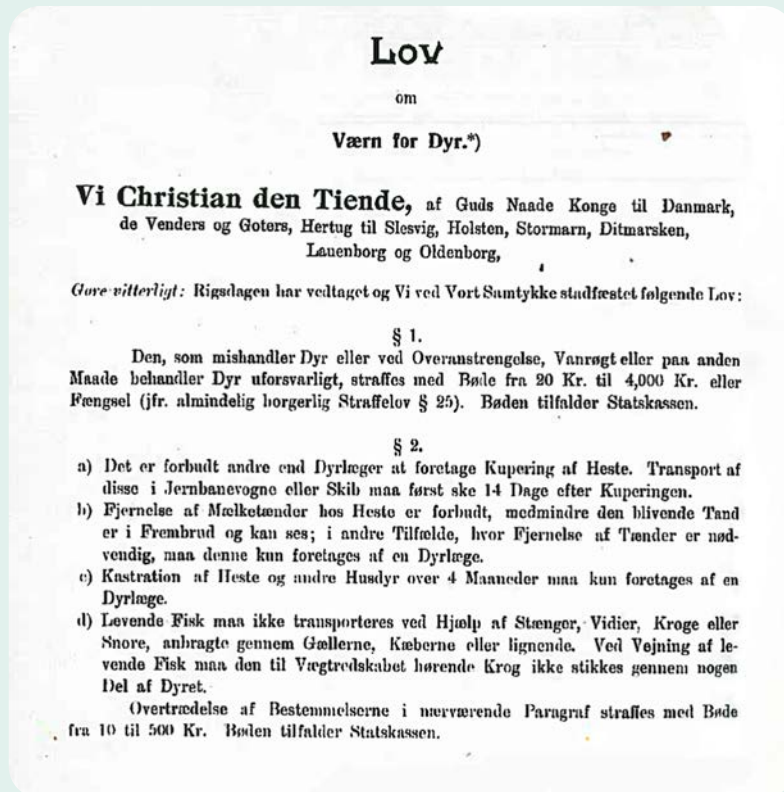 Lov
om
Værn for Dyr.*)
Vi Christian den Tiende, af Guds Naade Konge til Danmark,
de Venders og Goters, Hertug til Slesvig, Holsten, Stormarn, Ditmarsken,
Lauenborg og Oldenborg,
Gøre vitterligt: Rigsdagen har vedtaget og Vi ved Vort Samtykke stadfæstet følgende Lov:
§ 1.
Den, som mishandler Dyr eller ved Overanstrengelse, Vanrøgt eller paa anden
Maade behandler Dyr uforsvarligt, straffes med Bøde fra 20 Kr. til 4,000 Kr. eller
Fængsel (jfr. almindelig borgerlig Straffelov § 25). Bøden tilfalder Statskassen.
§ 2.
a) Det er forbudt andre end Dyrlæger at foretage Kupering af Heste. Transport af
disse i Jernbanevogne eller Skib maa først ske 14 Dage efter Kuperingen.
b) Fjernelse af Mælketænder hos Heste er forbudt, medmindre den blivende Tand
er i Frembrud og kan ses; i andre Tilfælde, hvor Fjernelse af Tænder er nød-
vendig, maa denne kun foretages af en Dyrlæge.
c) Kastration af Heste og andre Husdyr over 4 Maaneder maa kun foretages af en
Dyrlæge.
d) Levende Fisk maa ikke transporteres ved Hjælp af Stænger, Vidier, Kroge eller
Snore, anbragte gennem Gællerne, Kæberne eller lignende. Ved Vejning af le-
vende Fisk maa den til Vægtredskabet hørende Krog ikke stikkes gennem nogen
Del af Dyret.
Overtrædelse af Bestemmelserne i nærværende Paragraf straffes med Bøde
fra 10 til 500 Kr. Bøden tilfalder Statskassen.